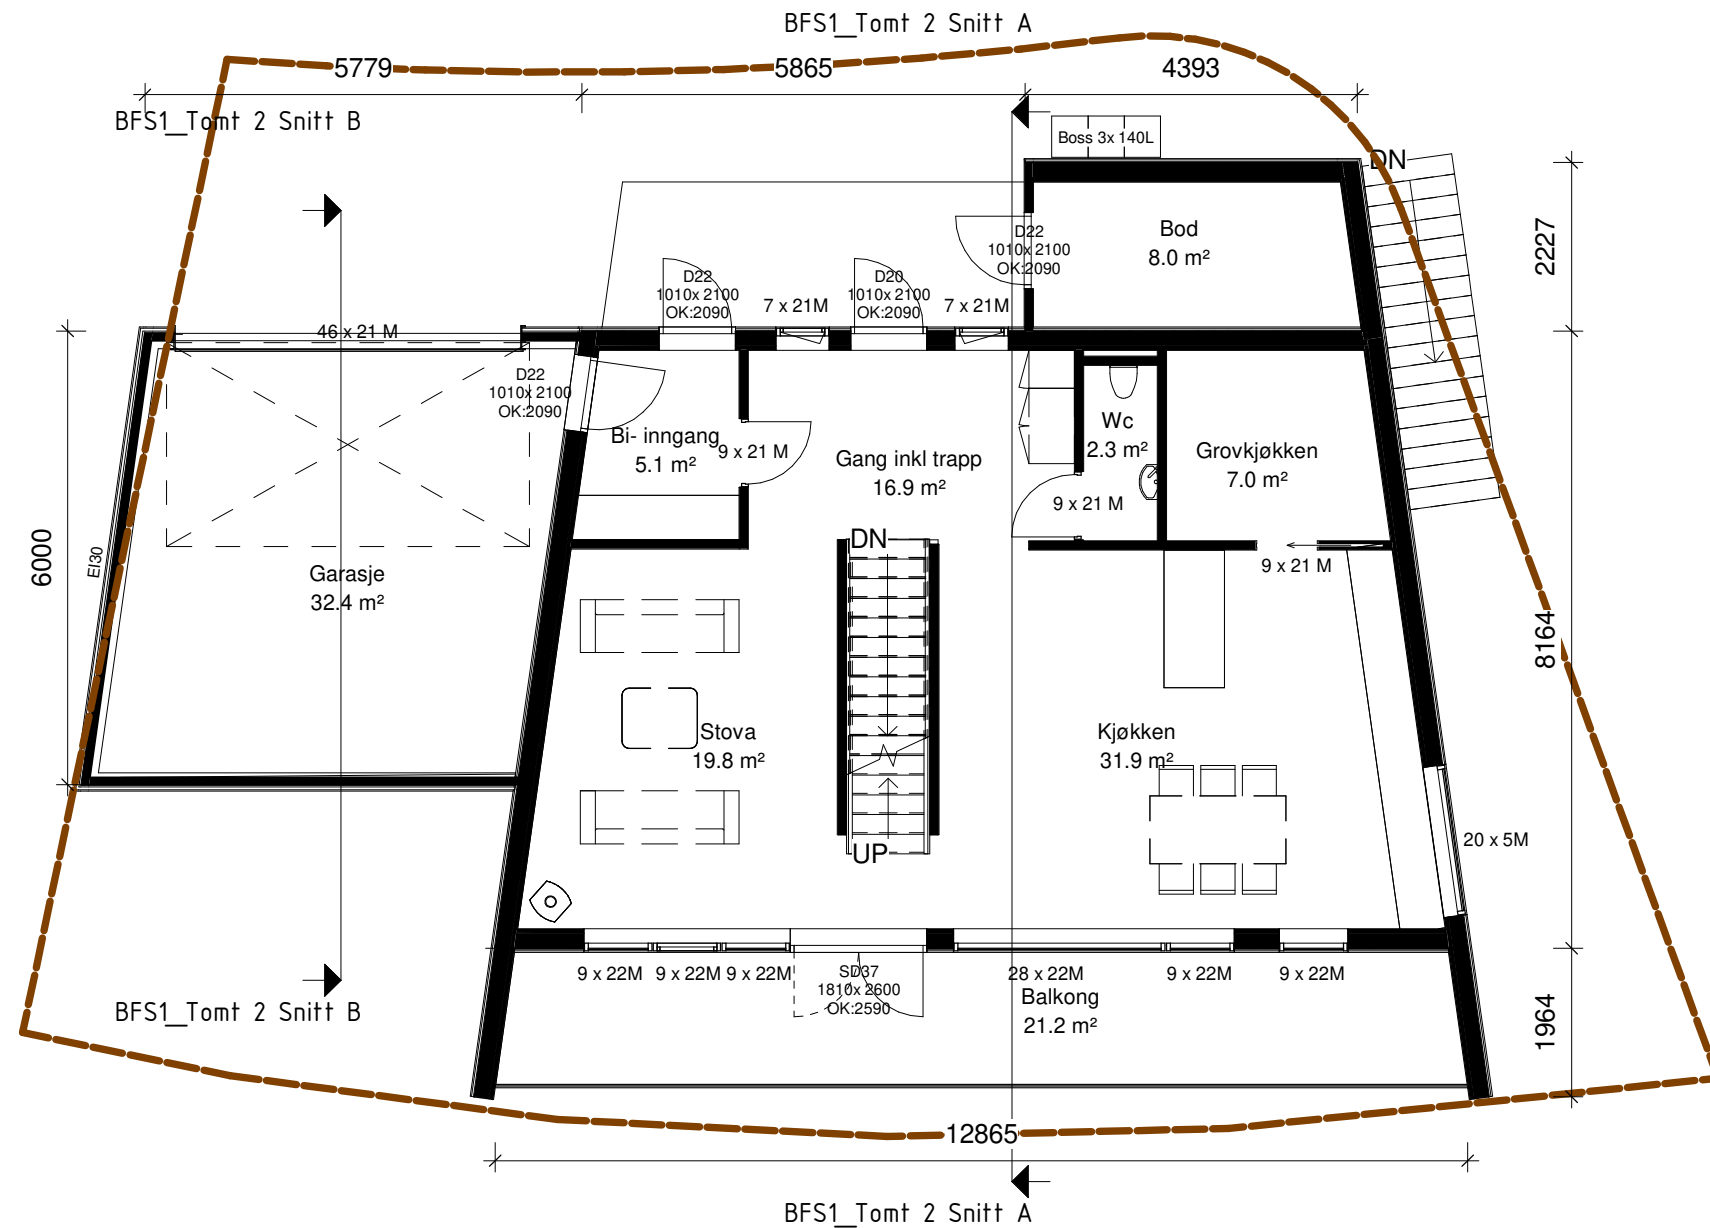 BFS1_Tomt 2 Snitt A
5779
5865
4393
BFS1_Tomt 2 Snitt B
Boss 3x 140L
DN
Bod
8.0 m²
D22
1010x 2100
OK:2090
2227
D22
1010x 2100
OK:2090
7 x 21M
D20
1010x 2100
OK:2090
7 x 21M
46 x 21 M
D22
1010x 2100
OK:2090
Bi- inngang
5.1 m²
9 x 21 M
Gang inkl trapp
16.9 m²
Wc
2.3 m²
9 x 21 M
Grovkjøkken
7.0 m²
6000
EI30
Garasje
32.4 m²
DN
9 x 21 M
8164
Stova
19.8 m²
Kjøkken
31.9 m²
UP
20 x 5M
9 x 22M
9 x 22M
9 x 22M
SD37
1810x 2600
OK:2590
28 x 22M
9 x 22M
9 x 22M
Balkong
21.2 m²
BFS1_Tomt 2 Snitt B
1964
12865
BFS1_Tomt 2 Snitt A